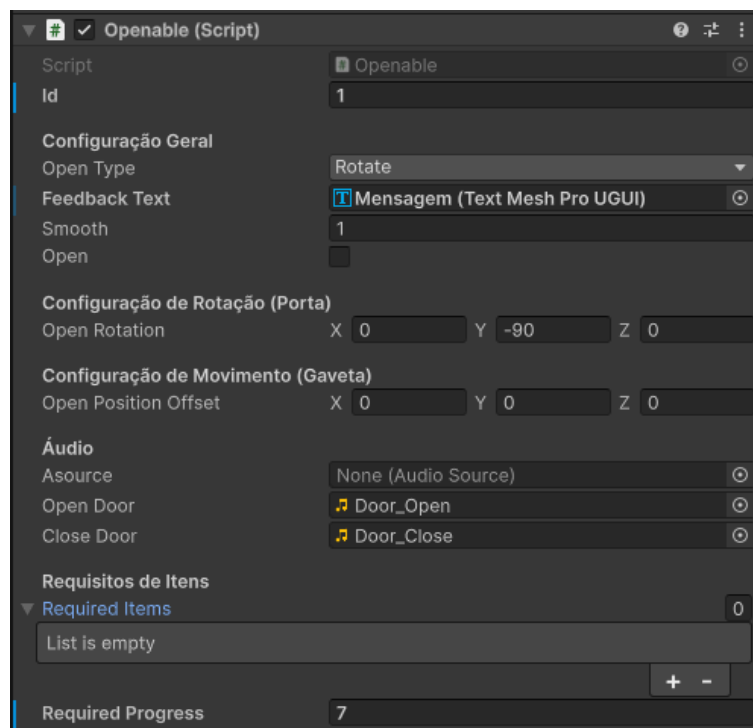 Openable (Script)
Script Openable
Id 1
Configuração Geral
Open Type Rotate
Feedback Text Mensagem (Text Mesh Pro UGUI)
Smooth 1
Open
Configuração de Rotação (Porta)
Open Rotation X 0 Y -90 Z 0
Configuração de Movimento (Gaveta)
Open Position Offset X 0 Y 0 Z 0
Áudio
Asource None (Audio Source)
Open Door Door_Open
Close Door Door_Close
Requisitos de Itens
Required Items 0
List is empty
+ -
Required Progress 7